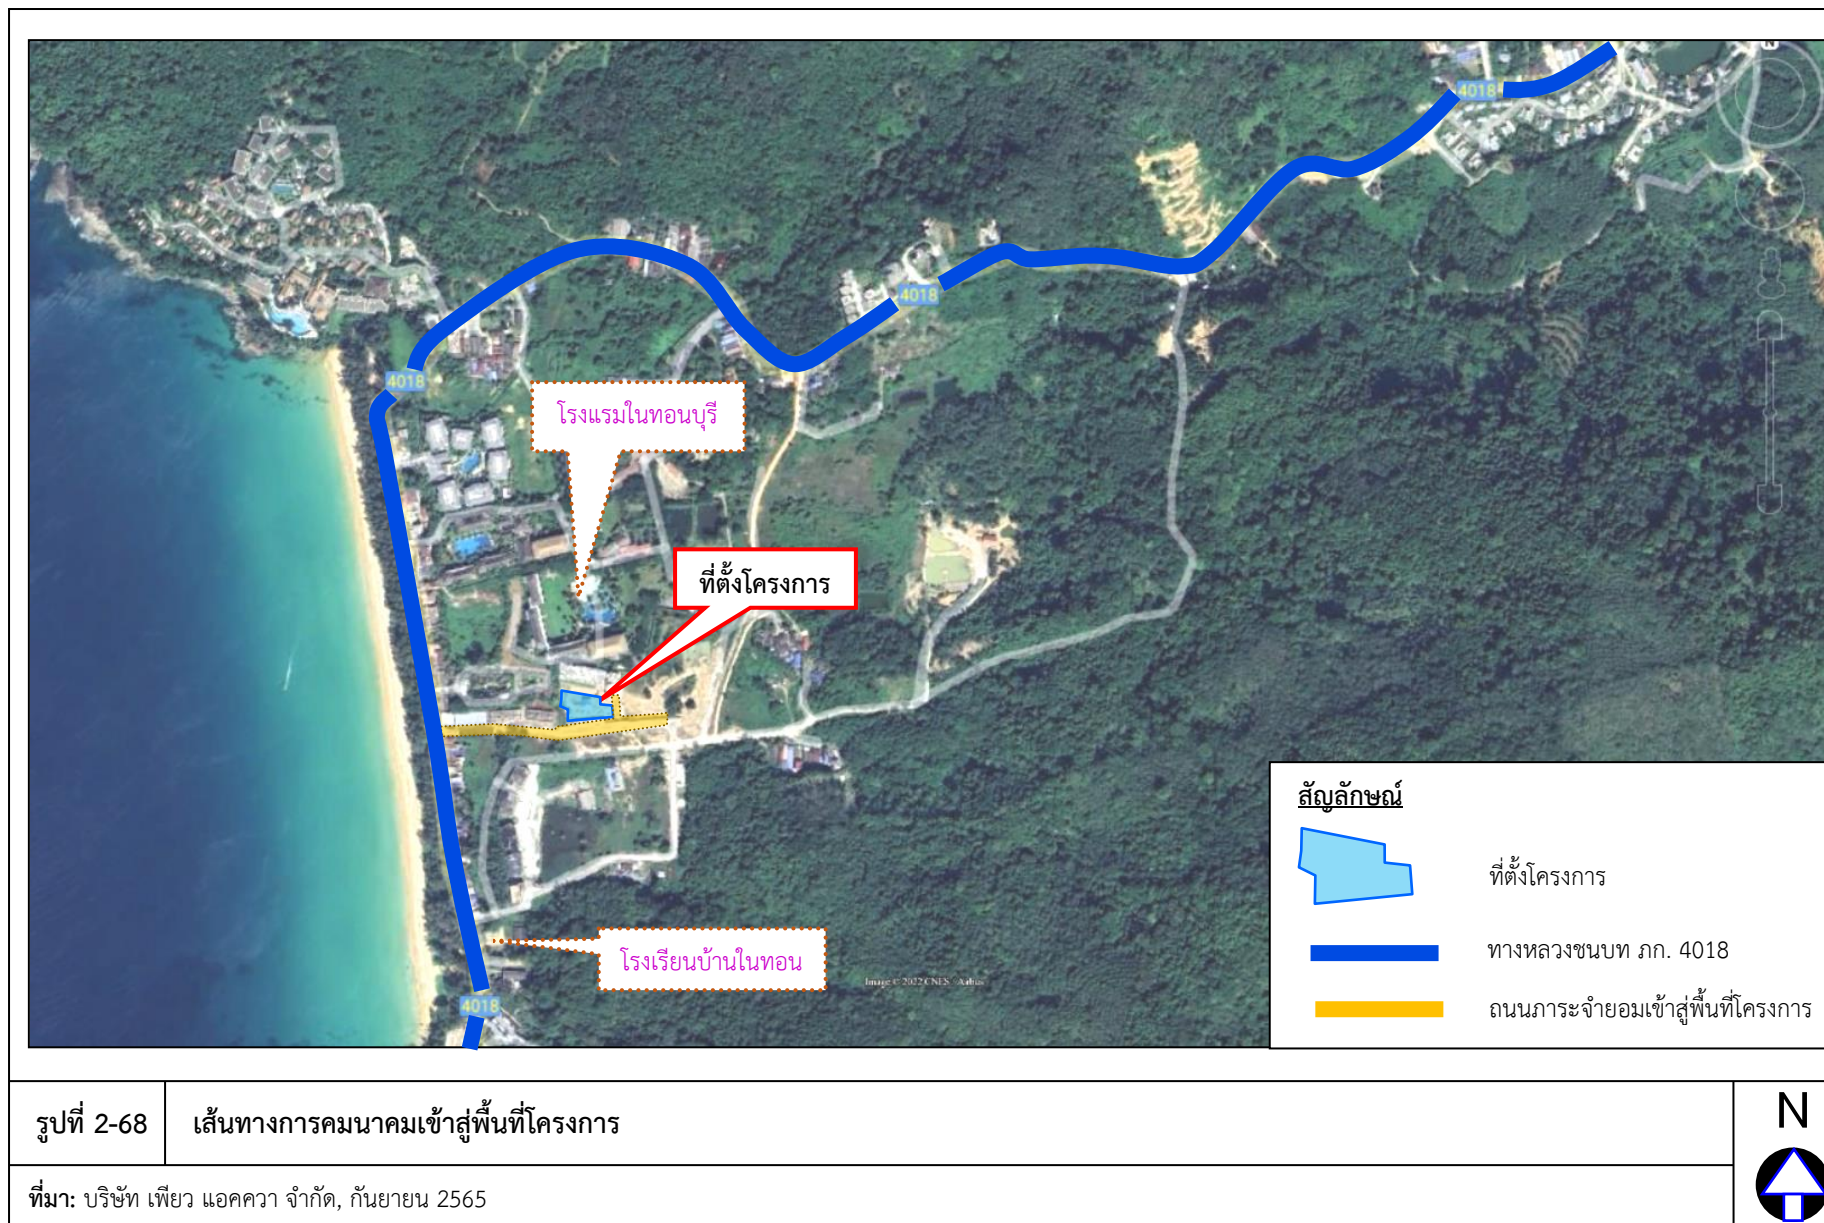 4018
4018
4018
โรงแรมในทอนบุรี
ที่ตั้งโครงการ
สัญลักษณ์
ที่ตั้งโครงการ
ทางหลวงชนบท ภก. 4018
ถนนภาระจำยอมเข้าสู่พื้นที่โครงการ
โรงเรียนบ้านในทอน
Image © 2022 CNES / Airbus
4018
รูปที่ 2-68
เส้นทางการคมนาคมเข้าสู่พื้นที่โครงการ
N
ที่มา: บริษัท เพียว แอคควา จำกัด, กันยายน 2565